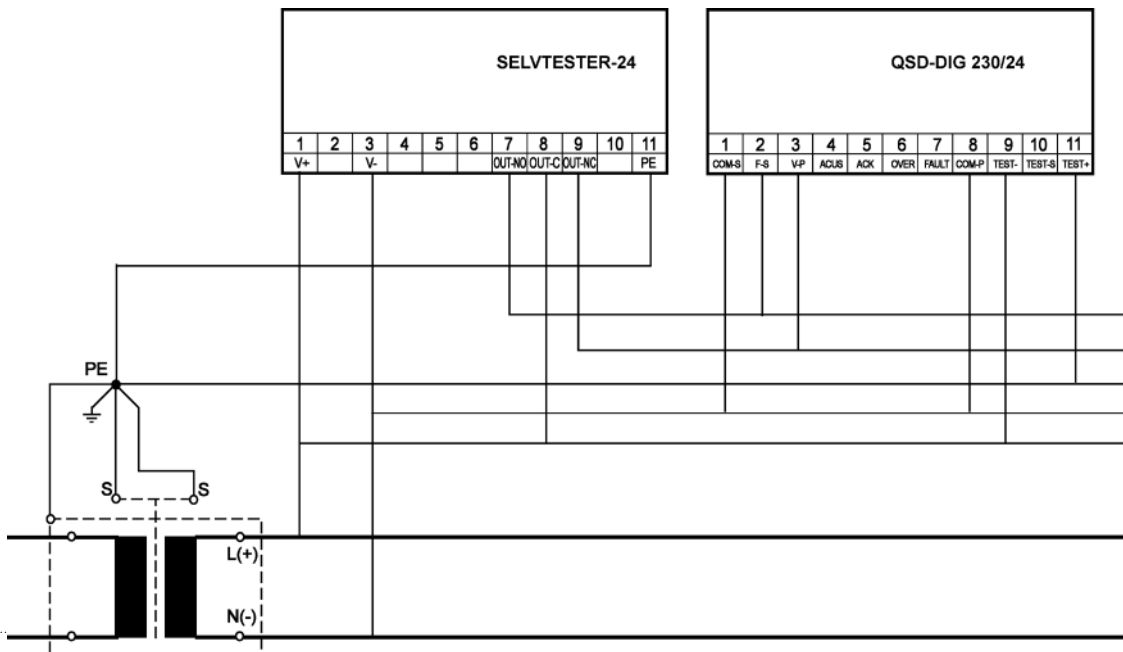 SELVTESTER-24
1 2 3 4 5 6 7 8 9 10 11
V+ V- OUT-NO OUT-C OUT-NC PE
QSD-DIG 230/24
1 2 3 4 5 6 7 8 9 10 11
COM-S F-S V-P ACUS ACK OVER FAULT COM-P TEST- TEST-S TEST+
PE
S S
L(+)
N(-)